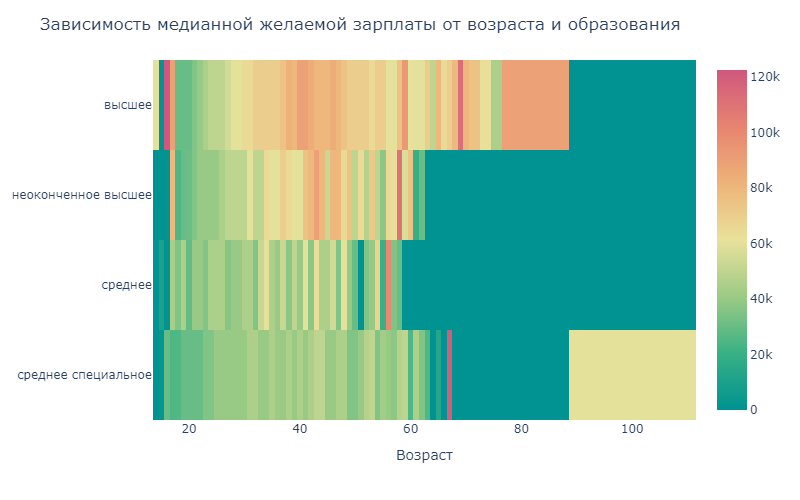 Зависимость медианной желаемой зарплаты от возраста и образования
высшее
неоконченное высшее
среднее
среднее специальное
20
40
60
80
100
Возраст
120k
100k
80k
60k
40k
20k
0